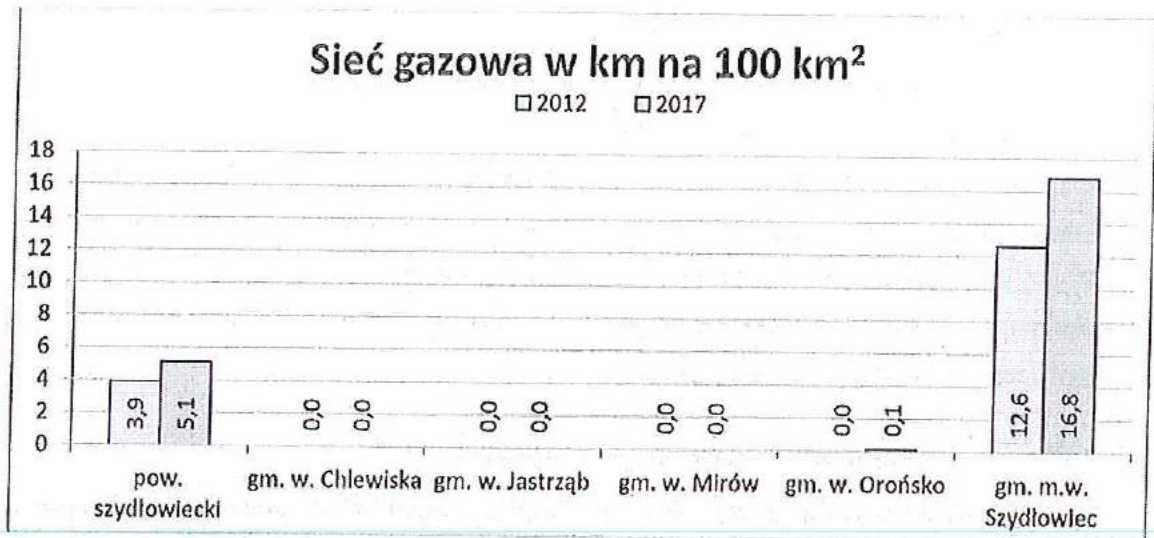 Sieć gazowa w km na 100 km²
2012 2017
18
16
14
12
10
8
6
4
2
0
3,9 5,1 0,0 0,0 0,0 0,0 0,0 0,0 0,0 0,1 12,6 16,8
pow. szydłowiecki
gm. w. Chlewiska
gm. w. Jastrząb
gm. w. Mirów
gm. w. Orońsko
gm. m.w. Szydłowiec